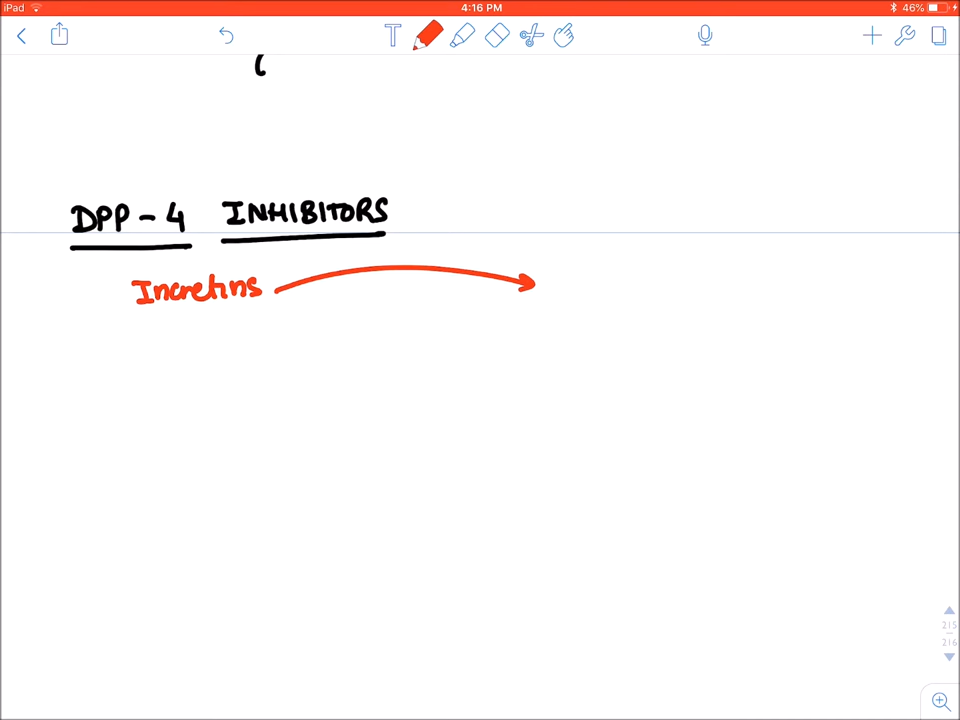 iPad 4:16 PM 46%
T
DPP - 4 INHIBITORS
Incretins
215
216